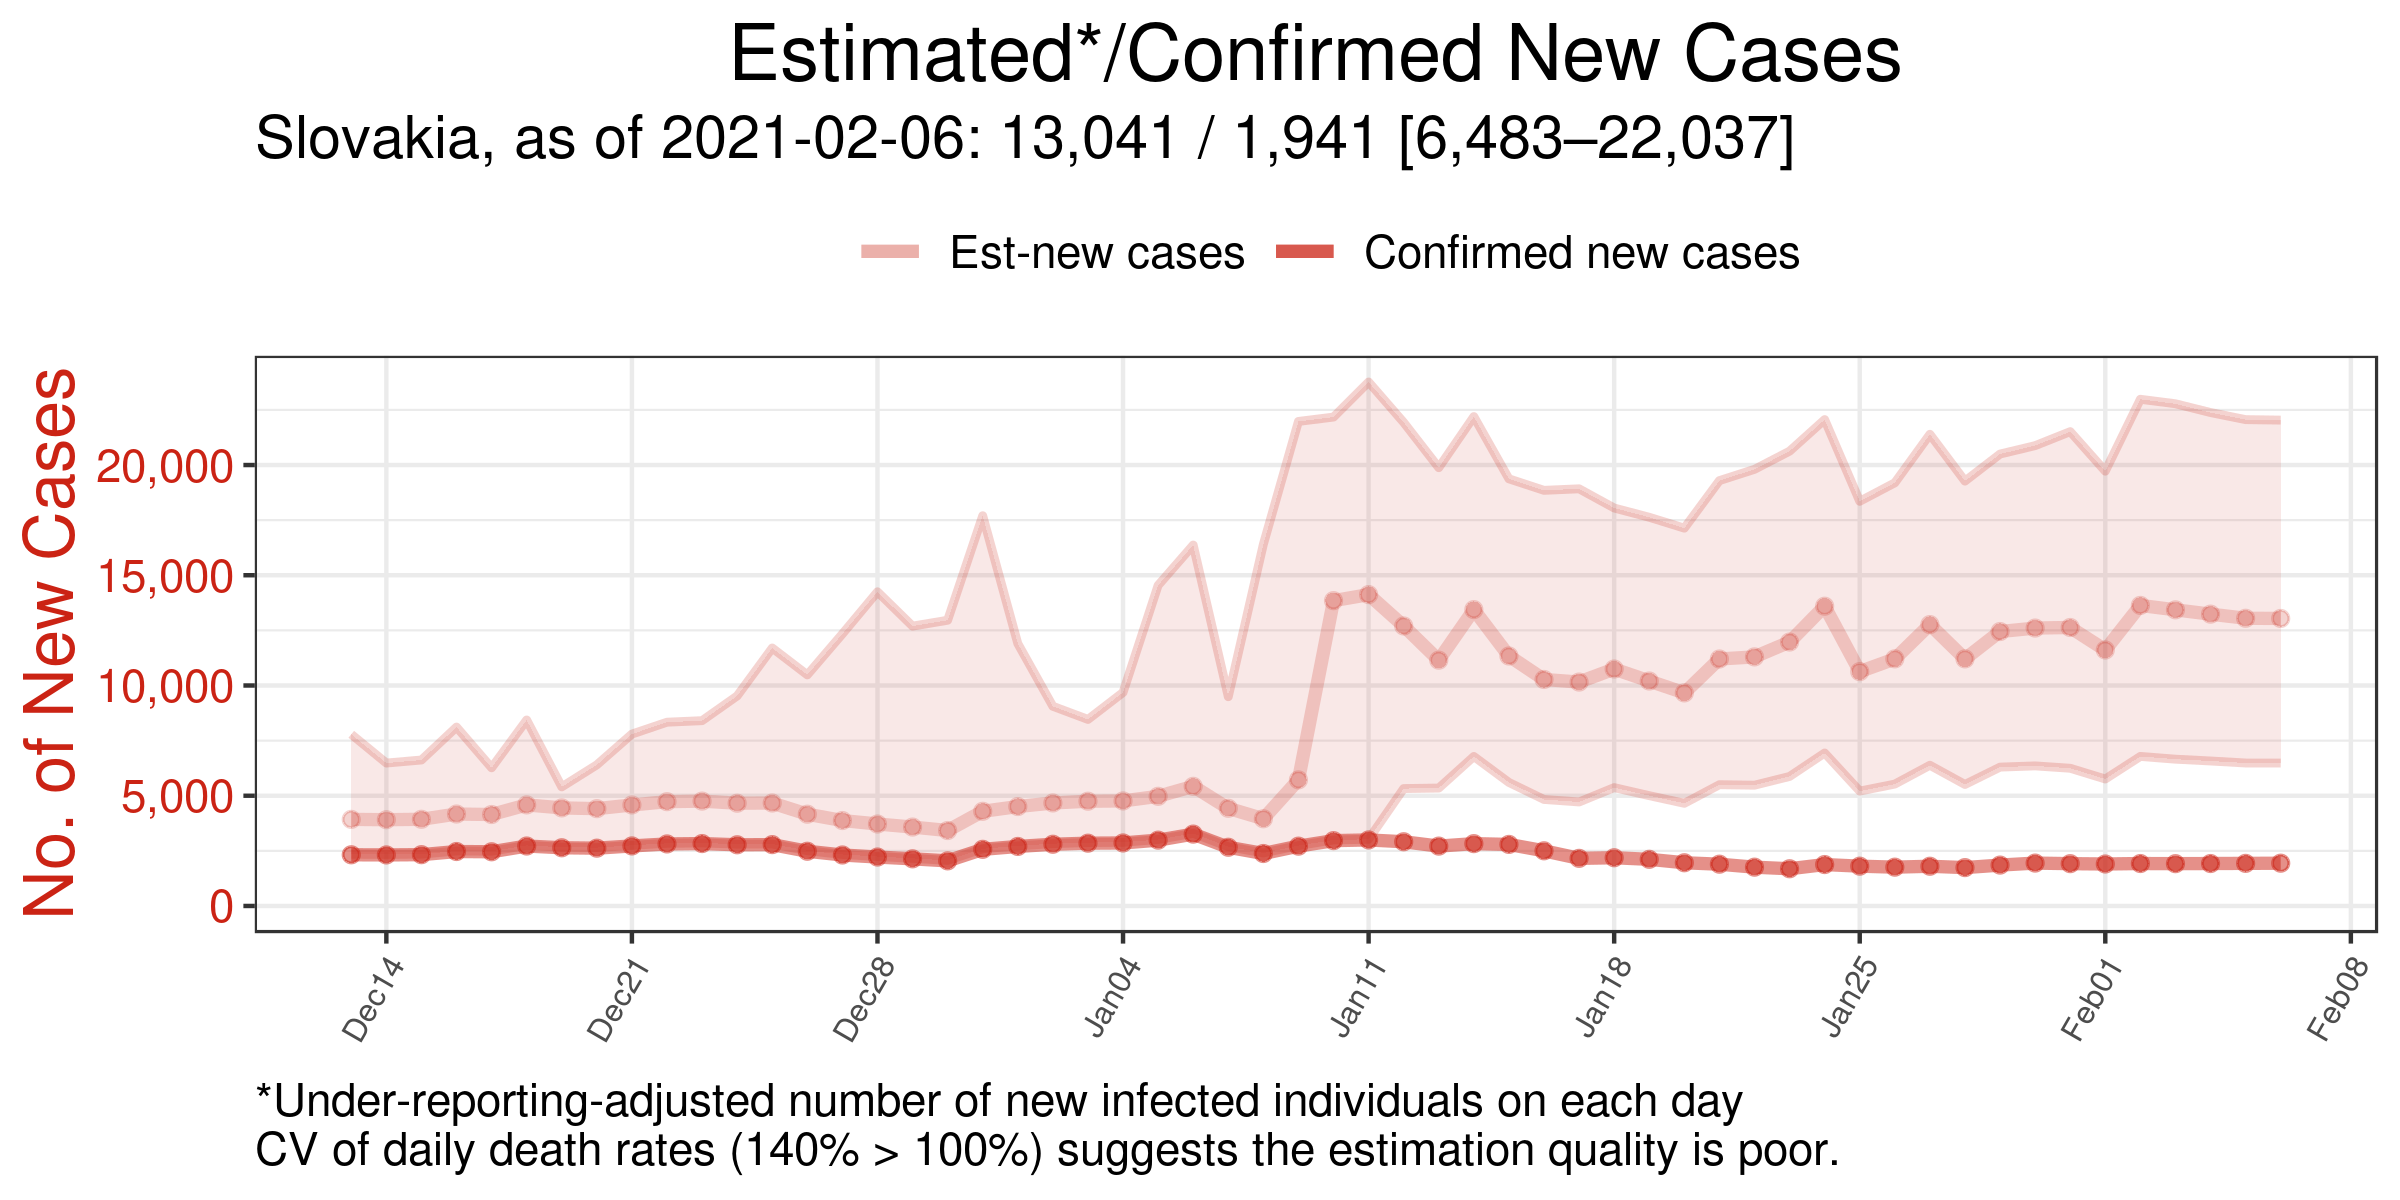 Estimated*/Confirmed New Cases
Slovakia, as of 2021-02-06: 13,041 / 1,941 [6,483–22,037]
Est-new cases Confirmed new cases
No. of New Cases
20,000
15,000
10,000
5,000
0
Dec14 Dec21 Dec28 Jan04 Jan11 Jan18 Jan25 Feb01 Feb08
*Under-reporting-adjusted number of new infected individuals on each day
CV of daily death rates (140% > 100%) suggests the estimation quality is poor.